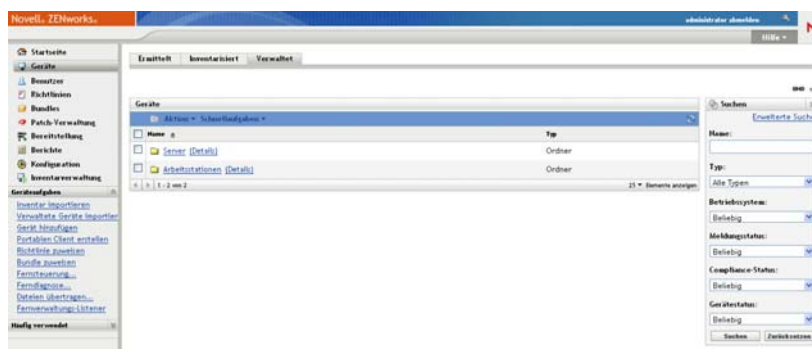 Novell. ZENworks.
administrator abmelden
Hilfe
Startseite
Geräte
Benutzer
Richtlinien
Bundles
Patch-Verwaltung
Bereitstellung
Berichte
Konfiguration
Inventarverwaltung
Geräteaufgaben
Inventar importieren
Verwaltete Geräte importier
Gerät hinzufügen
Portablen Client erstellen
Richtlinie zuweisen
Bundle zuweisen
Fernsteuerung...
Ferndiagnose...
Dateien übertragen...
Fernverwaltungs-Listener
Häufig verwendet
Ermittelt Inventarisiert Verwaltet
Geräte
Aktion Schnellaufgaben
Name Typ
Server (Details) Ordner
Arbeitsstationen (Details) Ordner
1 - 2 von 2 25 Elemente anzeigen
Suchen
Erweiterte Suche
Name:
Typ:
Alle Typen
Betriebssystem:
Beliebig
Meldungsstatus:
Beliebig
Compliance-Status:
Beliebig
Gerätestatus:
Beliebig
Suchen Zurücksetzen